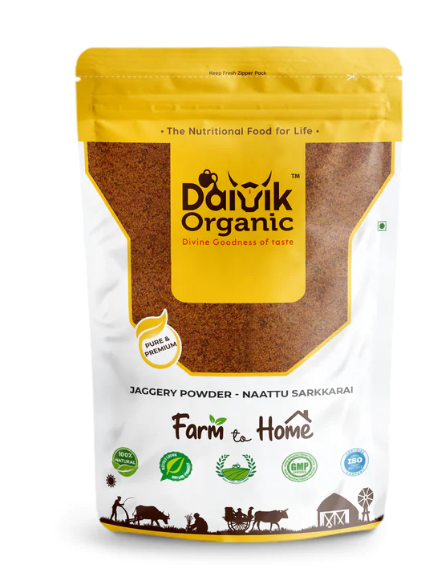 Keep Fresh Zipper Pack
• The Nutritional Food for Life •
Daivik™
Organic
Divine Goodness of taste
PURE &
PREMIUM
JAGGERY POWDER - NAATTU SARKKARAI
Farm to Home
100%
NATURAL
GMP
ISO